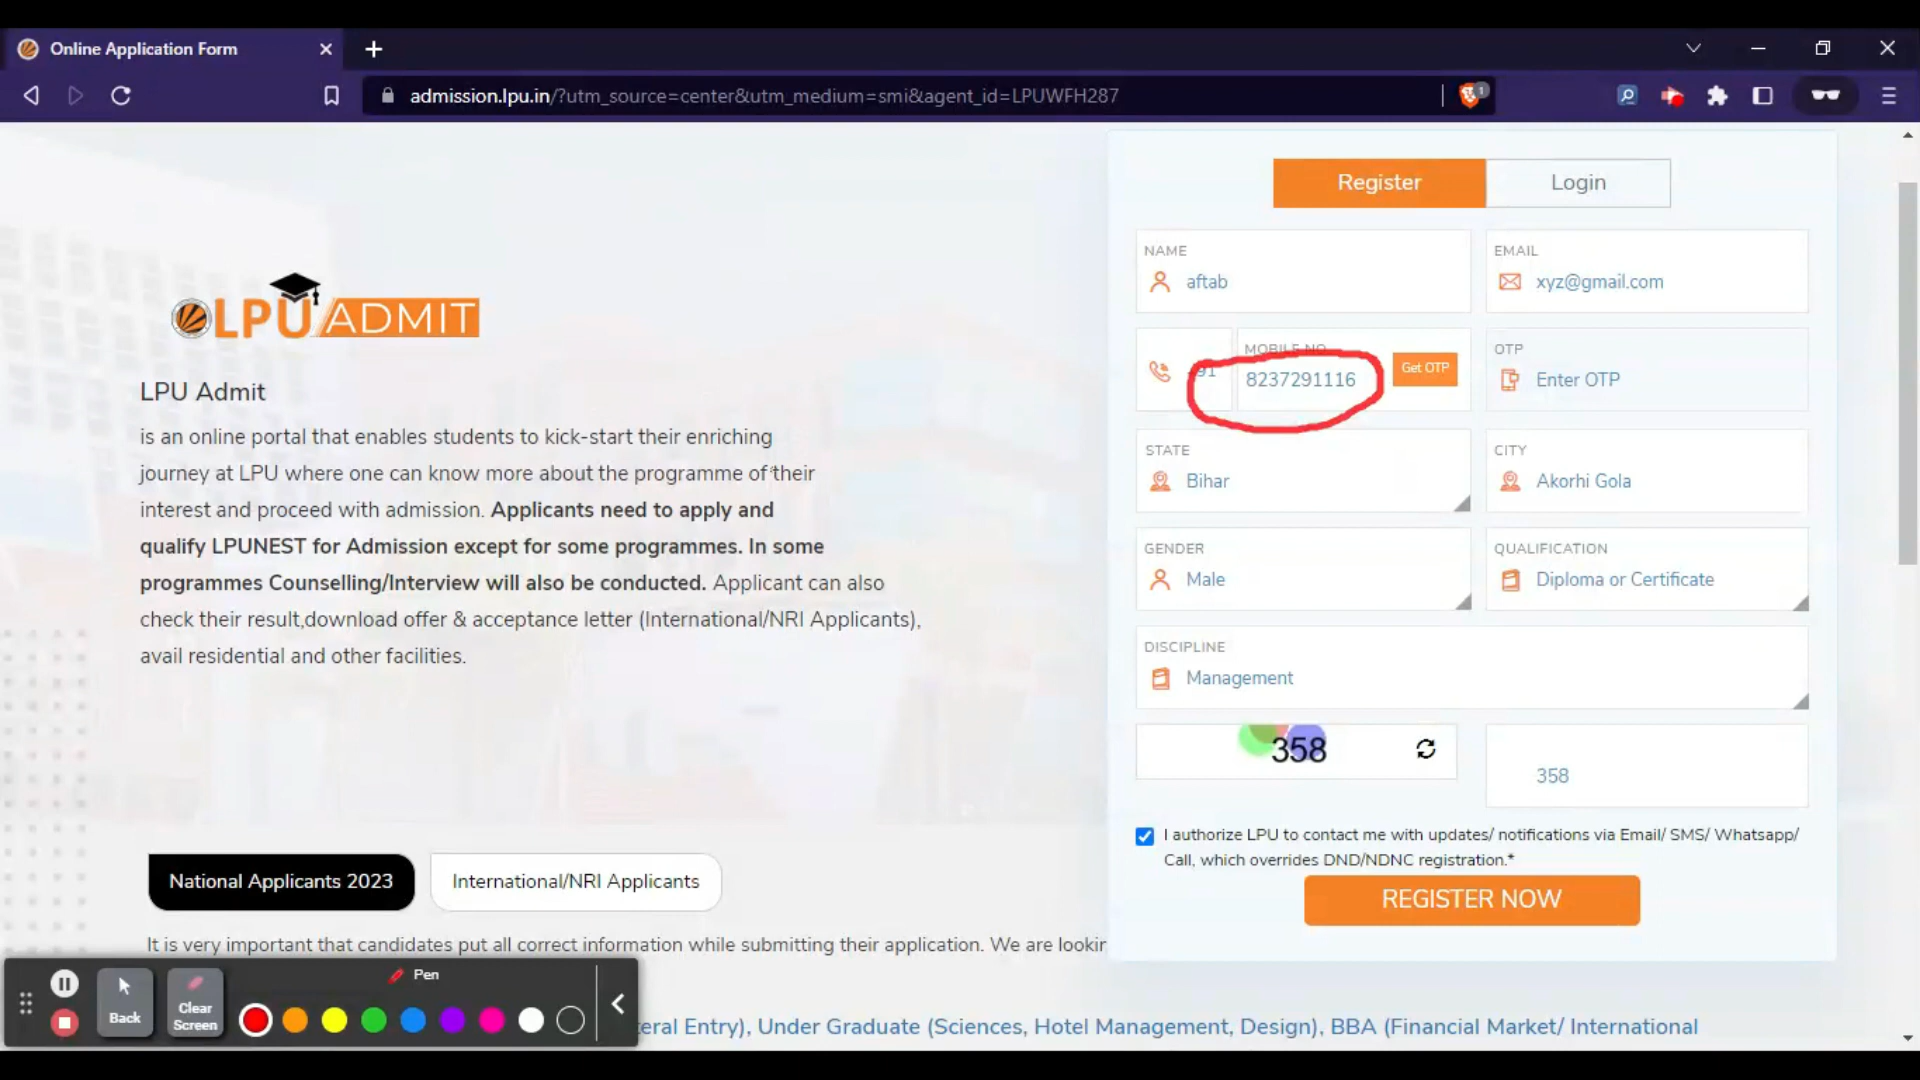 Online Application Form
admission.lpu.in/?utm_source=center&utm_medium=smi&agent_id=LPUWFH287
1
Register
Login
NAME
aftab
EMAIL
xyz@gmail.com
MOBILE NO
+91
8237291116
Get OTP
OTP
Enter OTP
STATE
Bihar
CITY
Akorhi Gola
GENDER
Male
QUALIFICATION
Diploma or Certificate
DISCIPLINE
Management
358
358
I authorize LPU to contact me with updates/ notifications via Email/ SMS/ Whatsapp/
Call, which overrides DND/NDNC registration.*
REGISTER NOW
LPU ADMIT
LPU Admit
is an online portal that enables students to kick-start their enriching
journey at LPU where one can know more about the programme of their
interest and proceed with admission. Applicants need to apply and
qualify LPUNEST for Admission except for some programmes. In some
programmes Counselling/Interview will also be conducted. Applicant can also
check their result,download offer & acceptance letter (International/NRI Applicants),
avail residential and other facilities.
National Applicants 2023
International/NRI Applicants
It is very important that candidates put all correct information while submitting their application. We are lookin
Pen
Back
Clear
Screen
teral Entry), Under Graduate (Sciences, Hotel Management, Design), BBA (Financial Market/ International